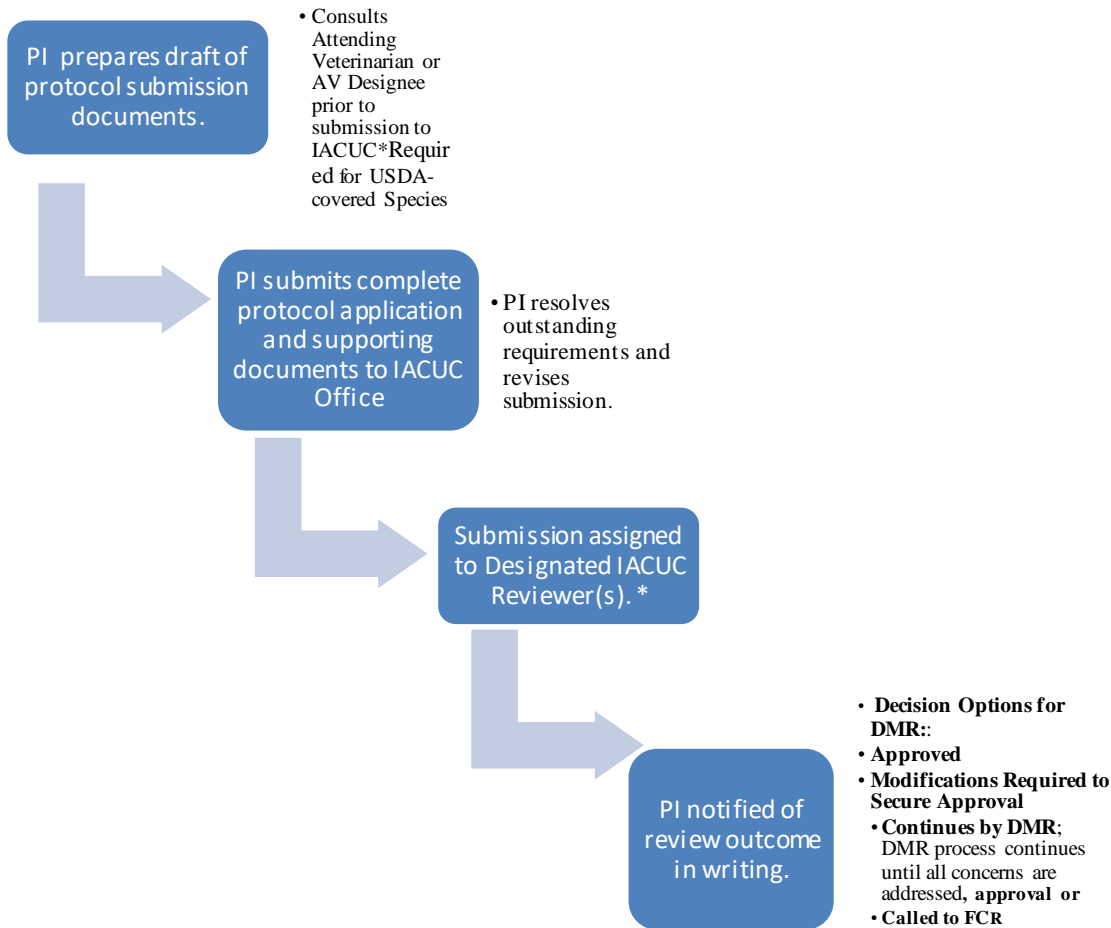 PI prepares draft of
protocol submission
documents.
• Consults
Attending
Veterinarian or
AV Designee
prior to
submission to
IACUC*Requir
ed for USDA-
covered Species
PI submits complete
protocol application
and supporting
documents to IACUC
Office
• PI resolves
outstanding
requirements and
revises
submission.
Submission assigned
to Designated IACUC
Reviewer(s). *
PI notified of
review outcome
in writing.
• Decision Options for
DMR::
• Approved
• Modifications Required to
Secure Approval
• Continues by DMR;
DMR process continues
until all concerns are
addressed, approval or
• Called to FCR